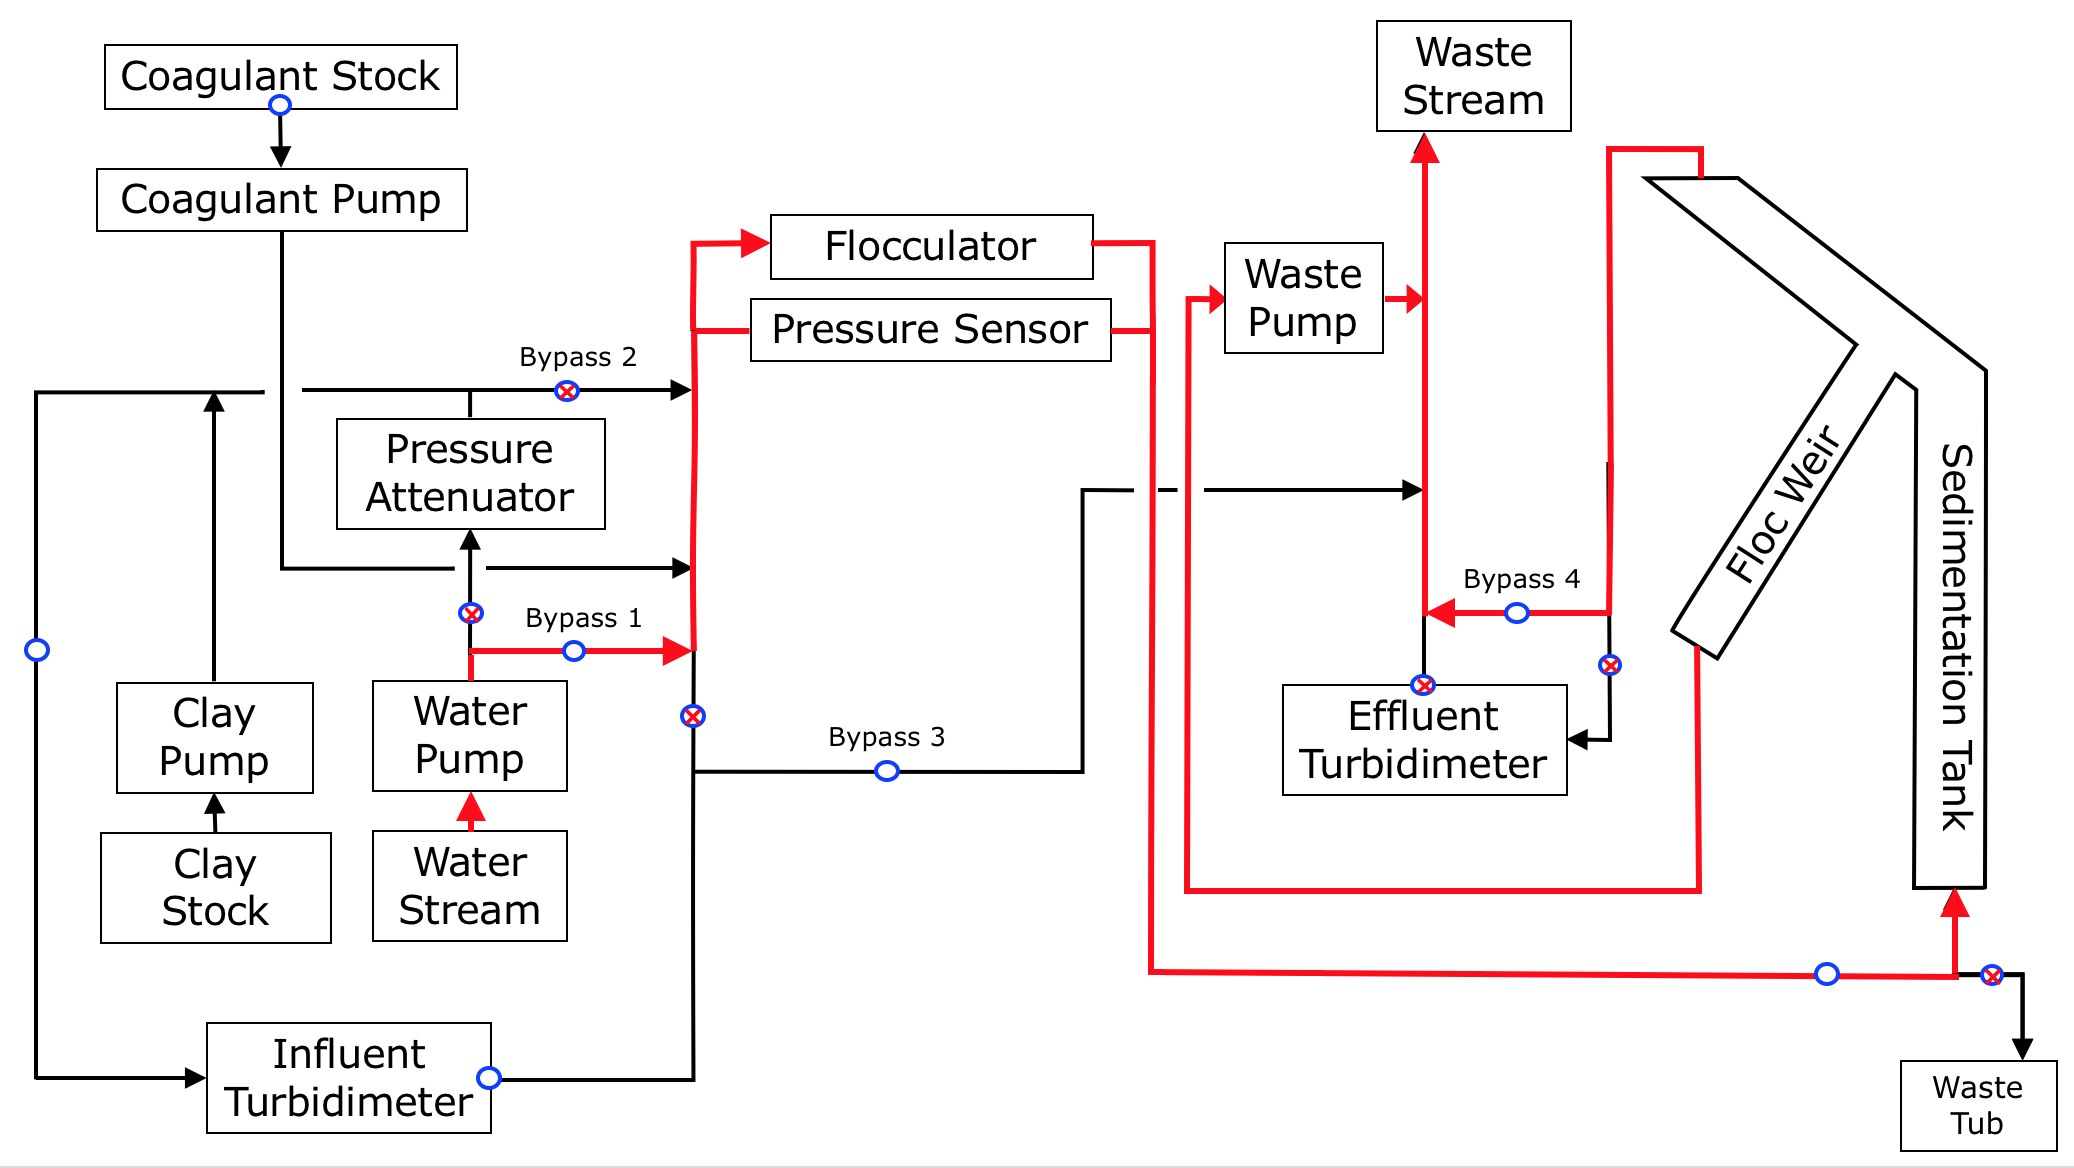 Coagulant Stock
Coagulant Pump
Waste
Stream
Flocculator
Pressure Sensor
Waste
Pump
Bypass 2
Pressure
Attenuator
Bypass 1
Bypass 4
Floc Weir
Sedimentation Tank
Clay
Pump
Water
Pump
Bypass 3
Effluent
Turbidimeter
Clay
Stock
Water
Stream
Influent
Turbidimeter
Waste
Tub